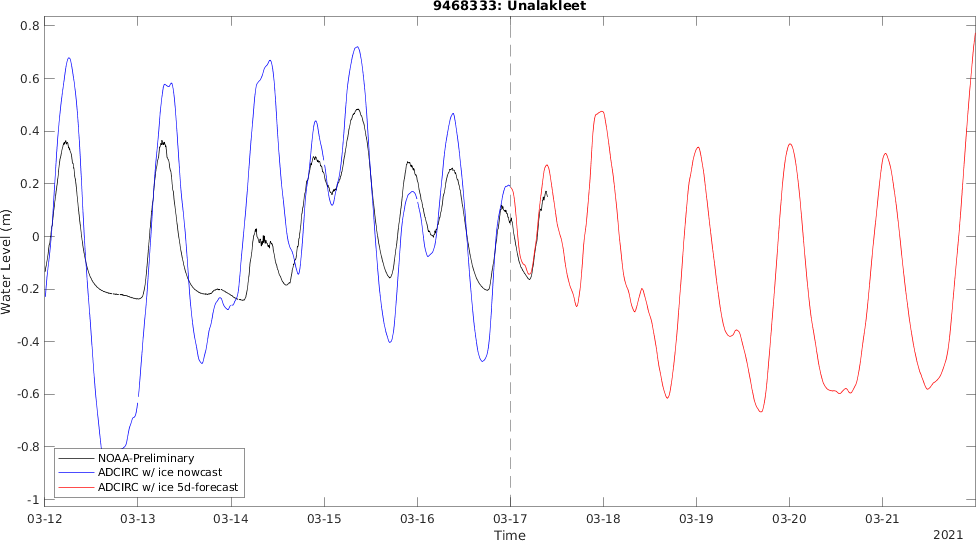 9468333: Unalakleet
0.8
0.6
0.4
0.2
0
-0.2
-0.4
-0.6
-0.8
-1
Water Level (m)
NOAA-Preliminary
ADCIRC w/ ice nowcast
ADCIRC w/ ice 5d-forecast
03-12 03-13 03-14 03-15 03-16 03-17 03-18 03-19 03-20 03-21
Time
2021